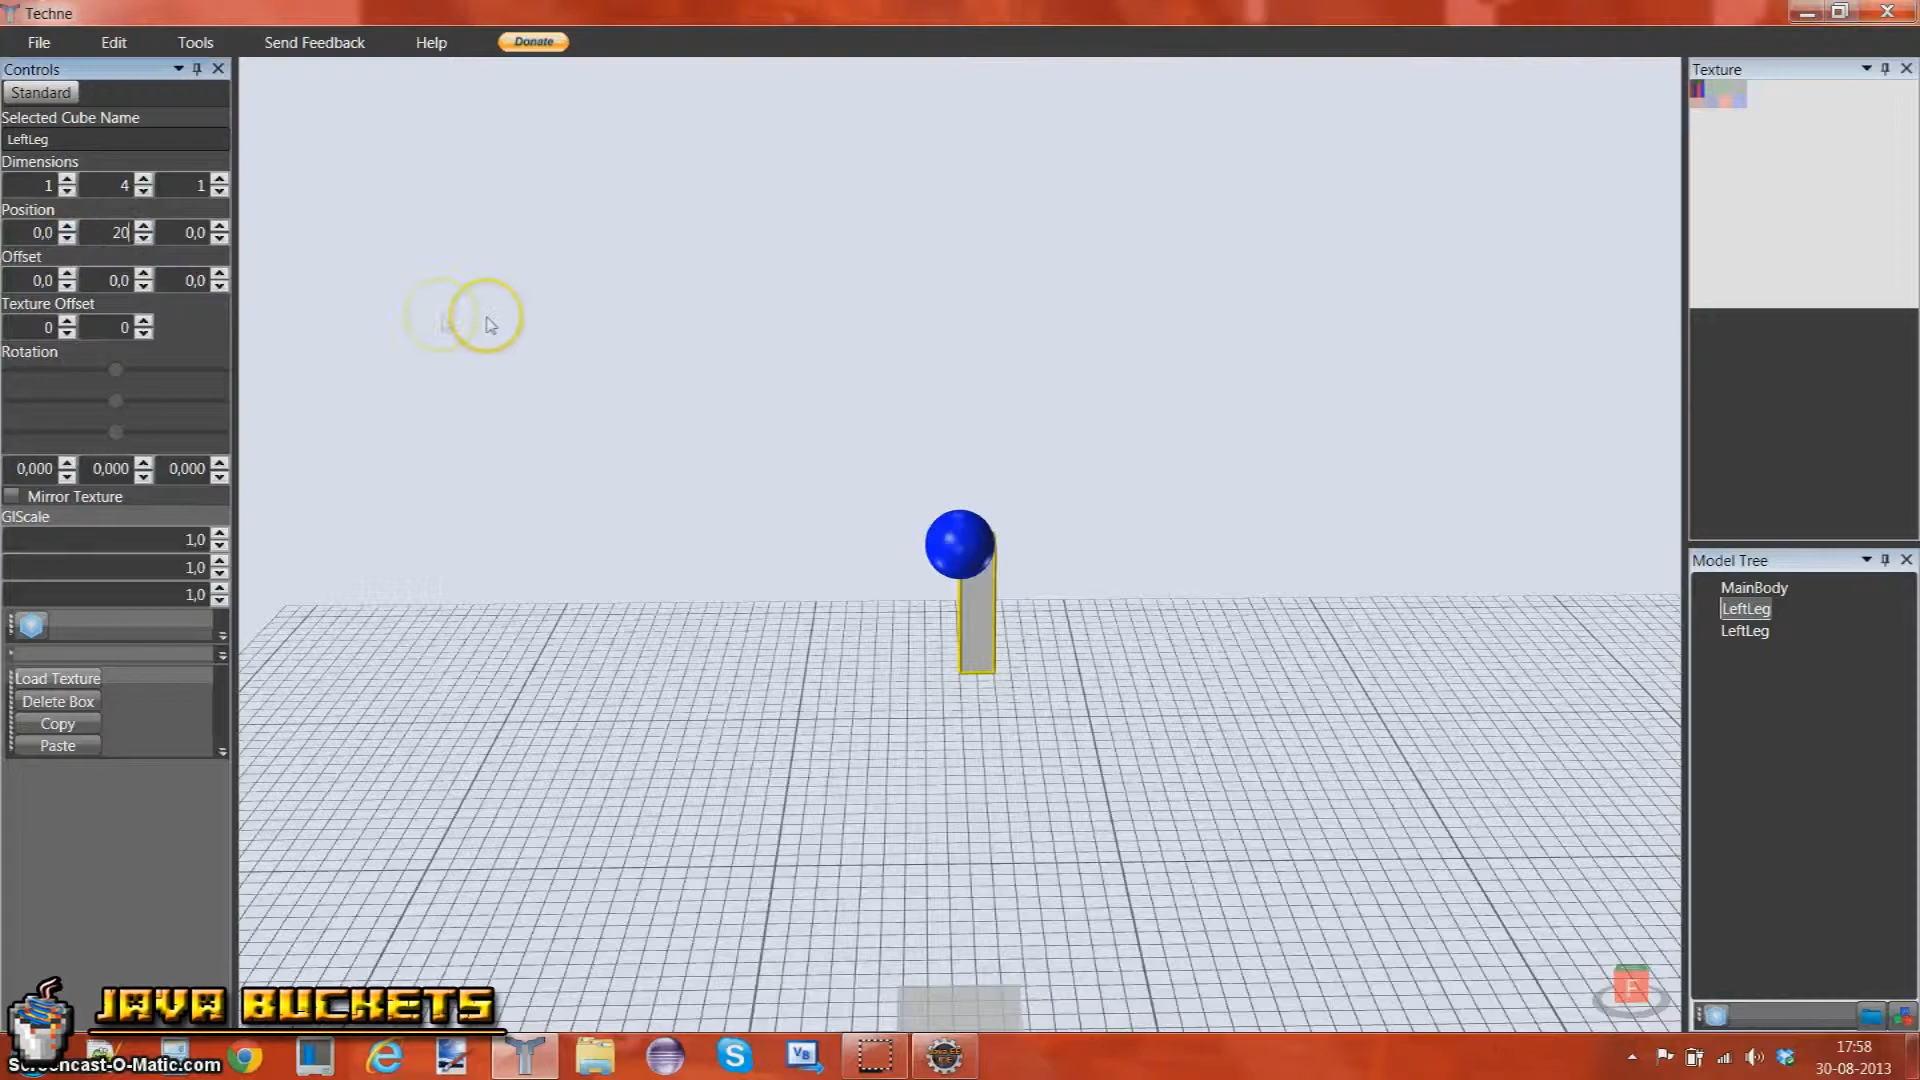 Techne
File Edit Tools Send Feedback Help Donate
Controls
Standard
Selected Cube Name
LeftLeg
Dimensions
1 4 1
Position
0,0 20 0,0
Offset
0,0 0,0 0,0
Texture Offset
0 0
Rotation
0,000 0,000 0,000
Mirror Texture
GlScale
1,0
1,0
1,0
Load Texture
Delete Box
Copy
Paste
Texture
Model Tree
MainBody
LeftLeg
LeftLeg
F
JAVA BUCKETS
Screencast-O-Matic.com
17:58
30-08-2013